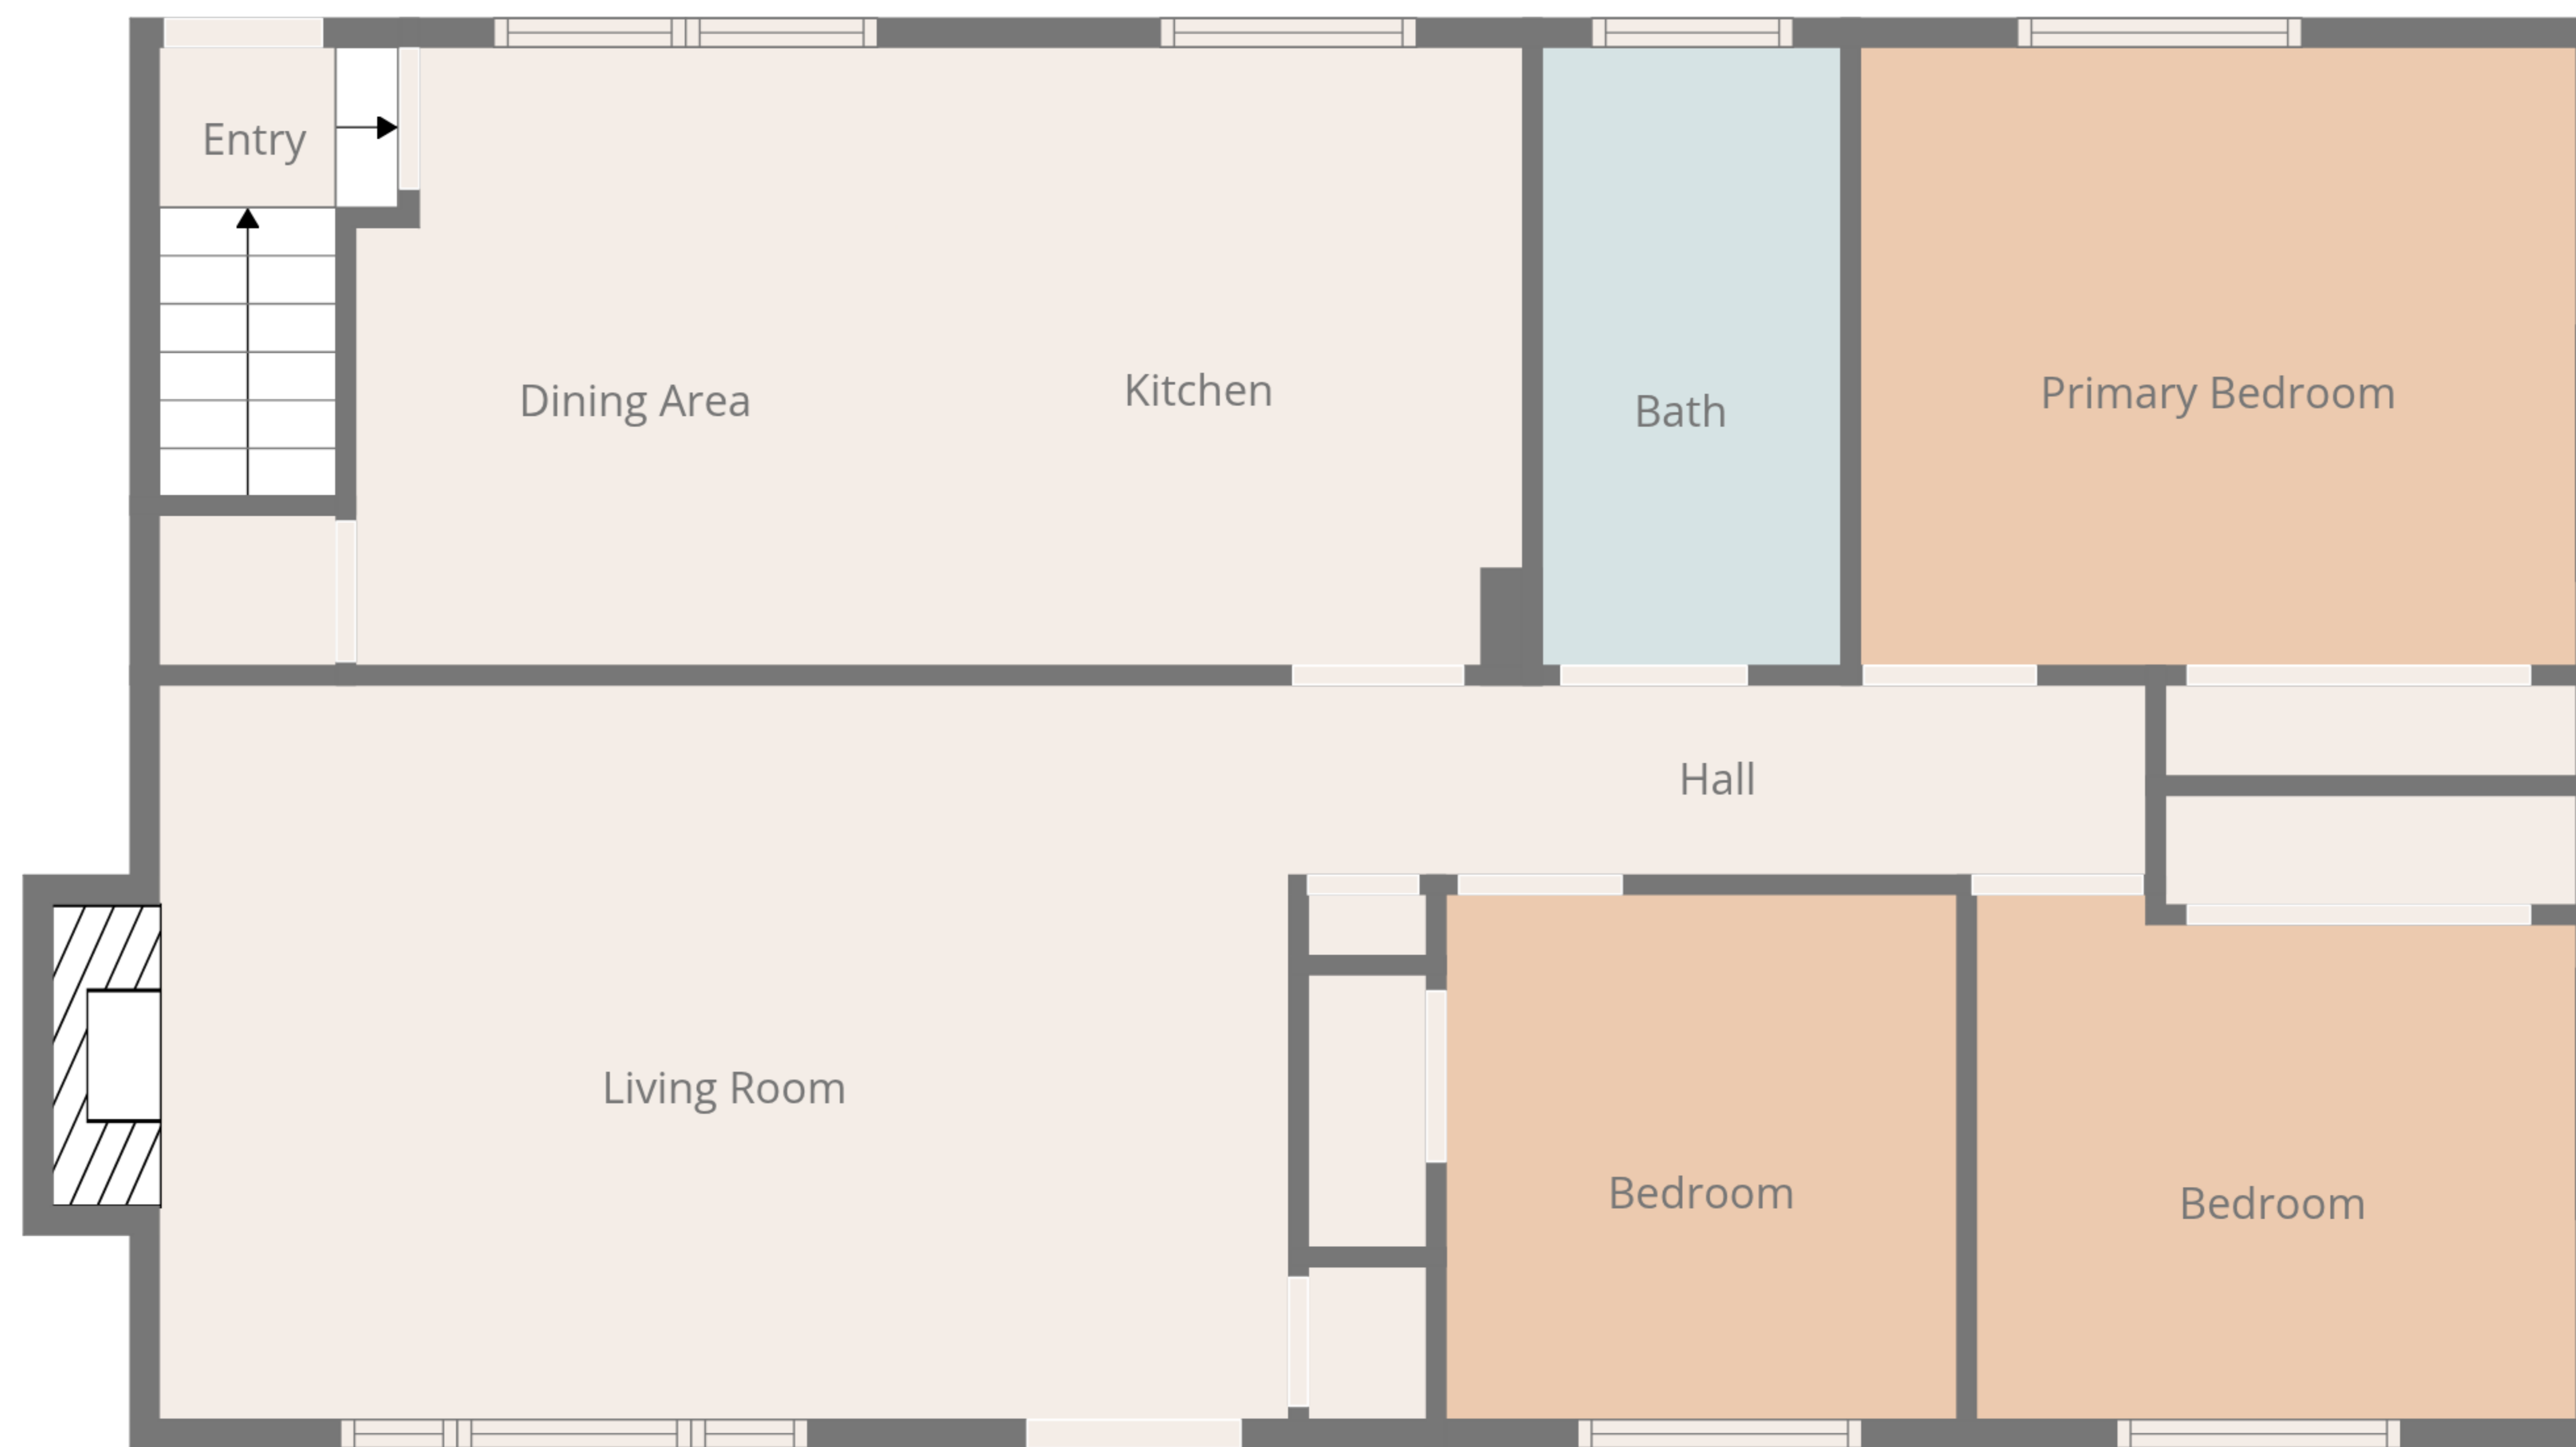 Entry
Dining Area
Kitchen
Bath
Primary Bedroom
Hall
Living Room
Bedroom
Bedroom